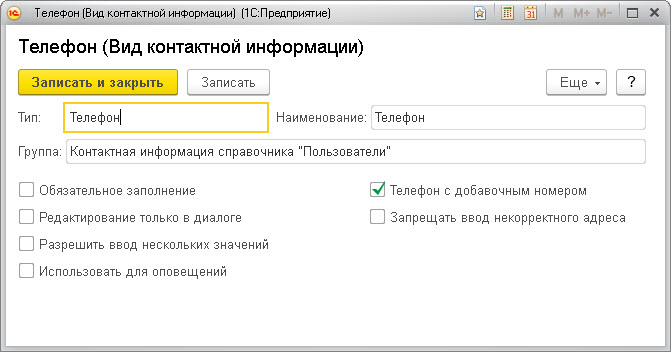 Телефон (Вид контактной информации) (1С:Предприятие) 31 M M+ M-
Телефон (Вид контактной информации)
Записать и закрыть Записать Еще ?
Тип: Телефон Наименование: Телефон
Группа: Контактная информация справочника "Пользователи"
Обязательное заполнение Телефон с добавочным номером
Редактирование только в диалоге Запрещать ввод некорректного адреса
Разрешить ввод нескольких значений
Использовать для оповещений